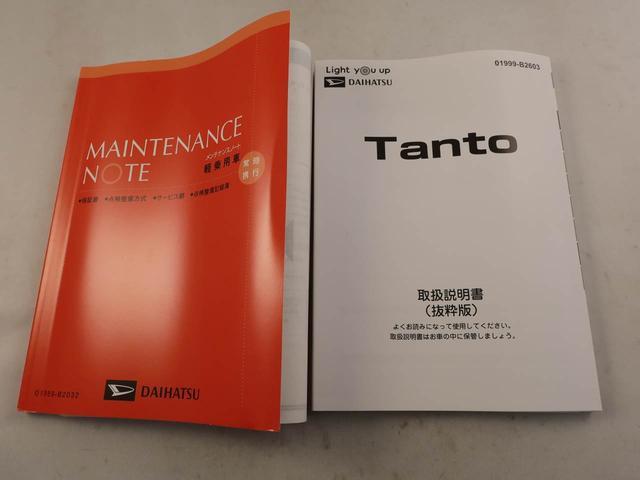 MAINTENANCE
NOTE
メンテナンスノート
軽乗用車
常時
携行
•保証書 •点検整備方式 •サービス網 •点検整備記録簿
DAIHATSU
01999-B2032
Light you up
DAIHATSU
01999-B2603
Tanto
取扱説明書
（抜粋版）
よくお読みになって使用してください。
取扱説明書はお車の中に保管しましょう。